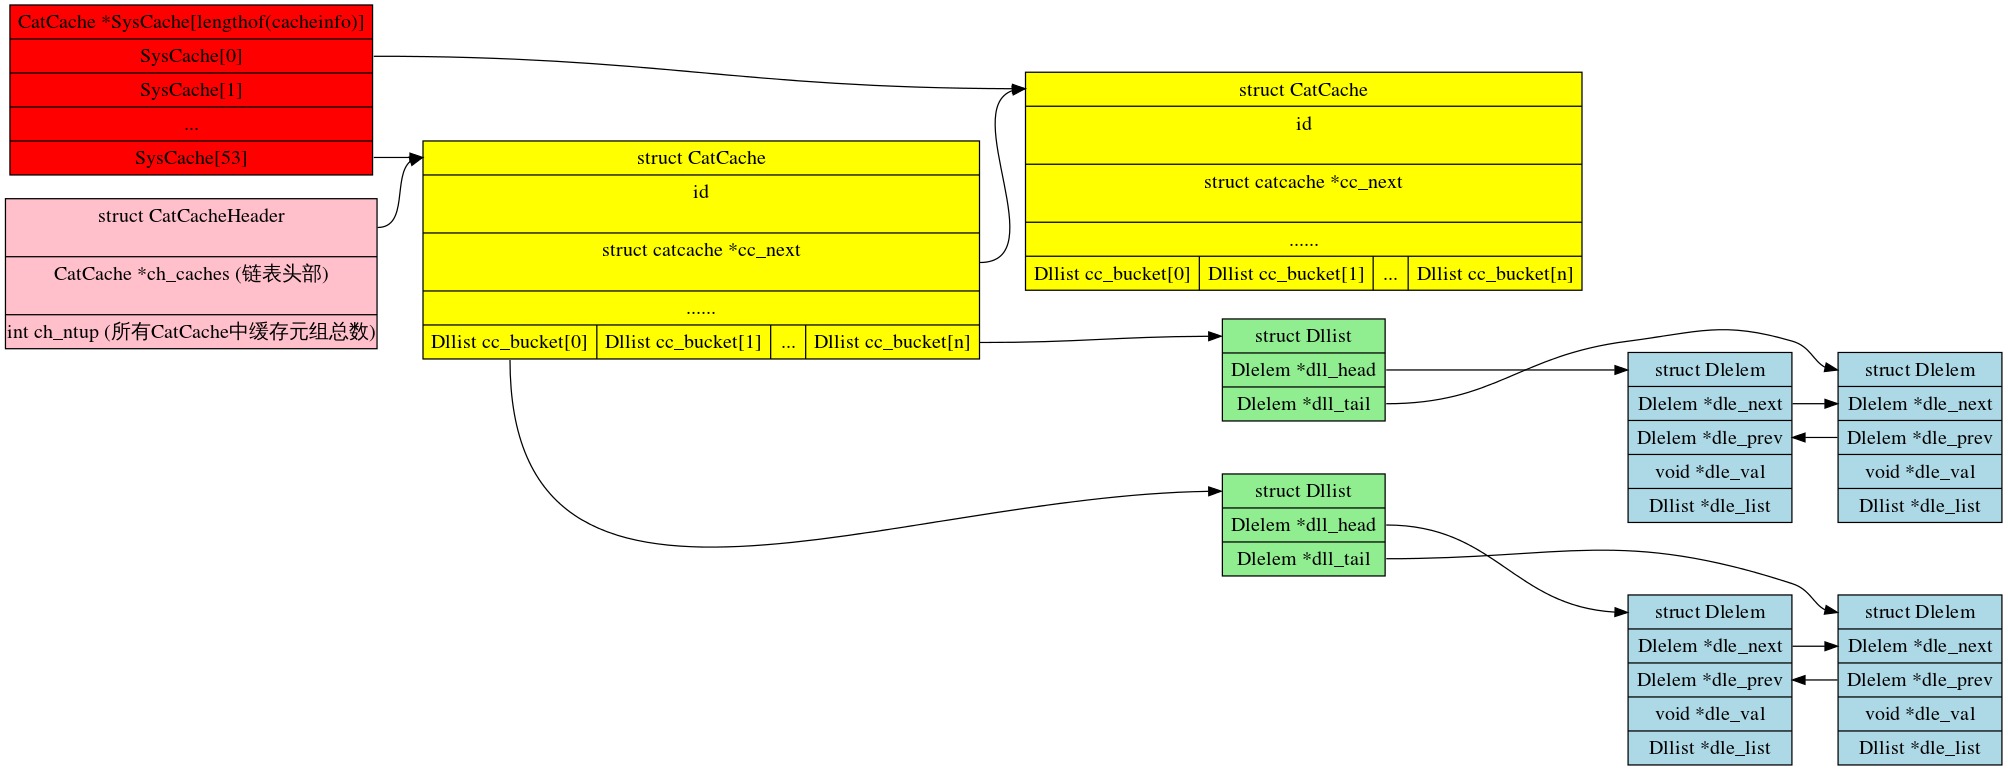 CatCache *SysCache[lengthof(cacheinfo)]
SysCache[0]
SysCache[1]
...
SysCache[53]
struct CatCacheHeader
CatCache *ch_caches (链表头部)
int ch_ntup (所有CatCache中缓存元组总数)
struct CatCache
id
struct catcache *cc_next
......
Dllist cc_bucket[0] Dllist cc_bucket[1] ... Dllist cc_bucket[n]
struct CatCache
id
struct catcache *cc_next
......
Dllist cc_bucket[0] Dllist cc_bucket[1] ... Dllist cc_bucket[n]
struct Dllist
Dlelem *dll_head
Dlelem *dll_tail
struct Dlelem
Dlelem *dle_next
Dlelem *dle_prev
void *dle_val
Dllist *dle_list
struct Dlelem
Dlelem *dle_next
Dlelem *dle_prev
void *dle_val
Dllist *dle_list
struct Dllist
Dlelem *dll_head
Dlelem *dll_tail
struct Dlelem
Dlelem *dle_next
Dlelem *dle_prev
void *dle_val
Dllist *dle_list
struct Dlelem
Dlelem *dle_next
Dlelem *dle_prev
void *dle_val
Dllist *dle_list